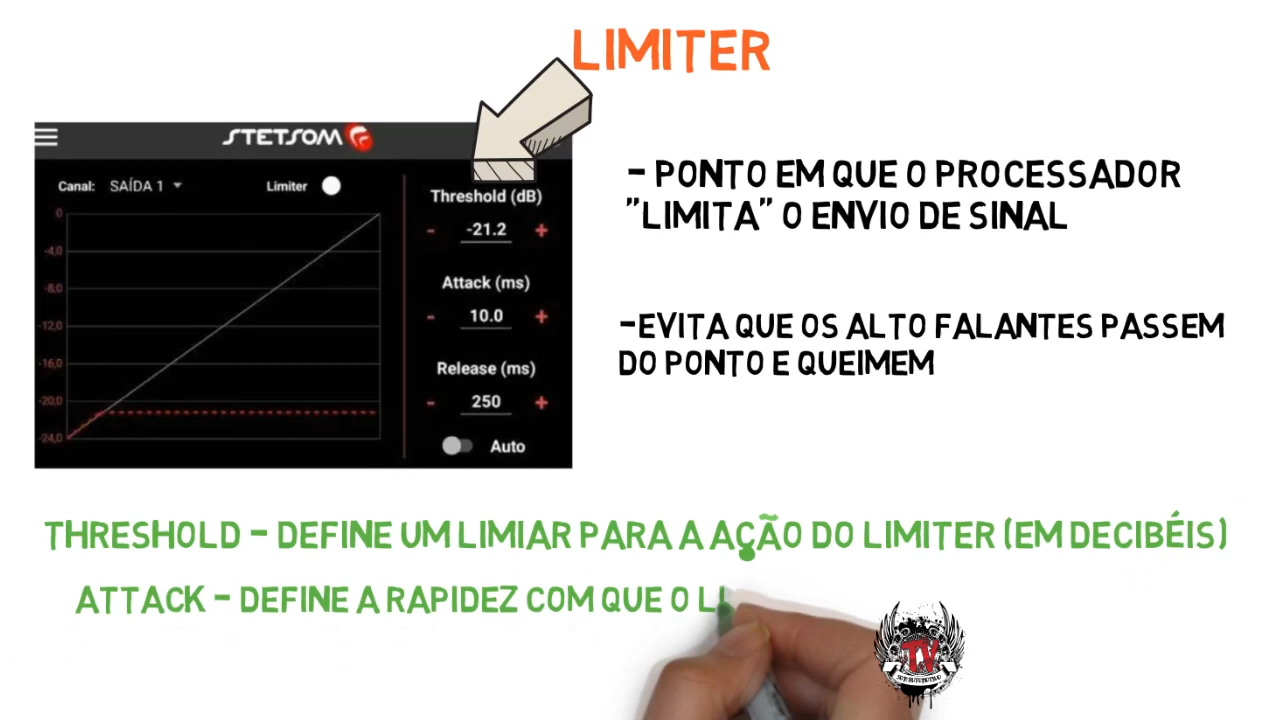 LIMITER
STETSOM
Canal: SAÍDA 1
Limiter
0
-4,0
-8,0
-12,0
-16,0
-20,0
-24,0
Threshold (dB)
- -21.2 +
Attack (ms)
- 10.0 +
Release (ms)
- 250 +
Auto
- PONTO EM QUE O PROCESSADOR
"LIMITA" O ENVIO DE SINAL
-EVITA QUE OS ALTO FALANTES PASSEM
DO PONTO E QUEIMEM
THRESHOLD - DEFINE UM LIMIAR PARA A AÇÃO DO LIMITER (EM DECIBÉIS)
ATTACK - DEFINE A RAPIDEZ COM QUE O L
TV
SOM AUTOMOTIVO